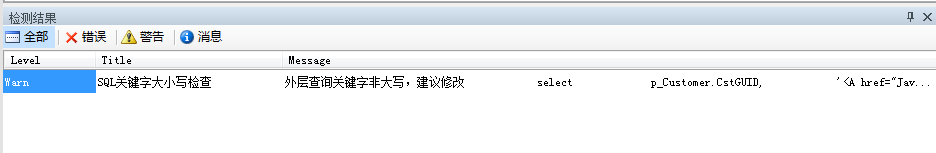 检测结果
全部 错误 警告 消息
Level Title Message
Warn SQL关键字大小写检查 外层查询关键字非大写，建议修改 select p_Customer.CstGUID, '<A href="Jav...